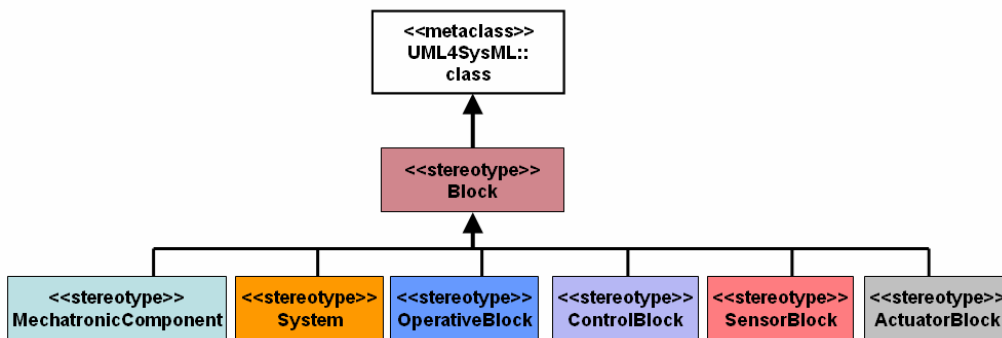 <<metaclass>>
UML4SysML::
class
<<stereotype>>
Block
<<stereotype>>
MechatronicComponent
<<stereotype>>
System
<<stereotype>>
OperativeBlock
<<stereotype>>
ControlBlock
<<stereotype>>
SensorBlock
<<stereotype>>
ActuatorBlock